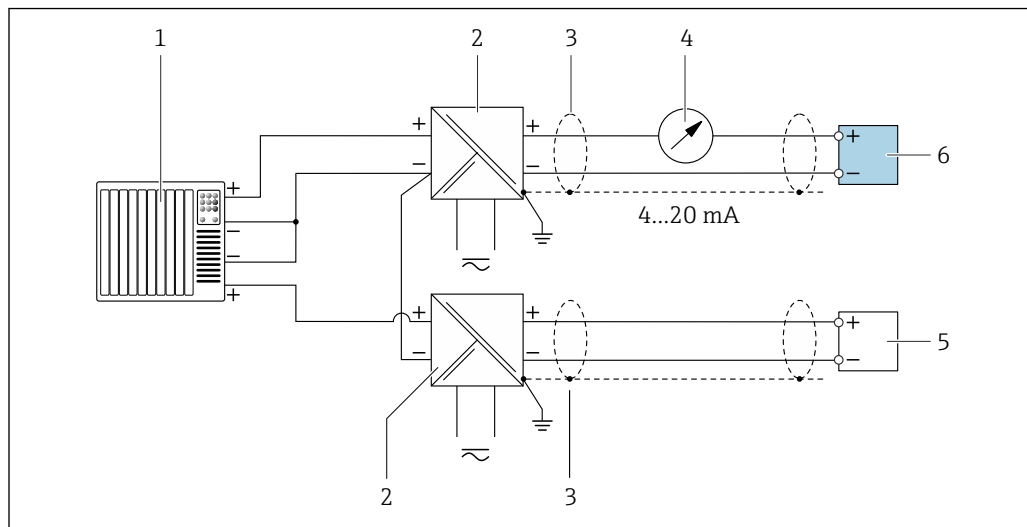 1 2 3 4
+ + + −
− − − +
+ − − 6
4...20 mA
− +
+ + +
− − − 5
2 3